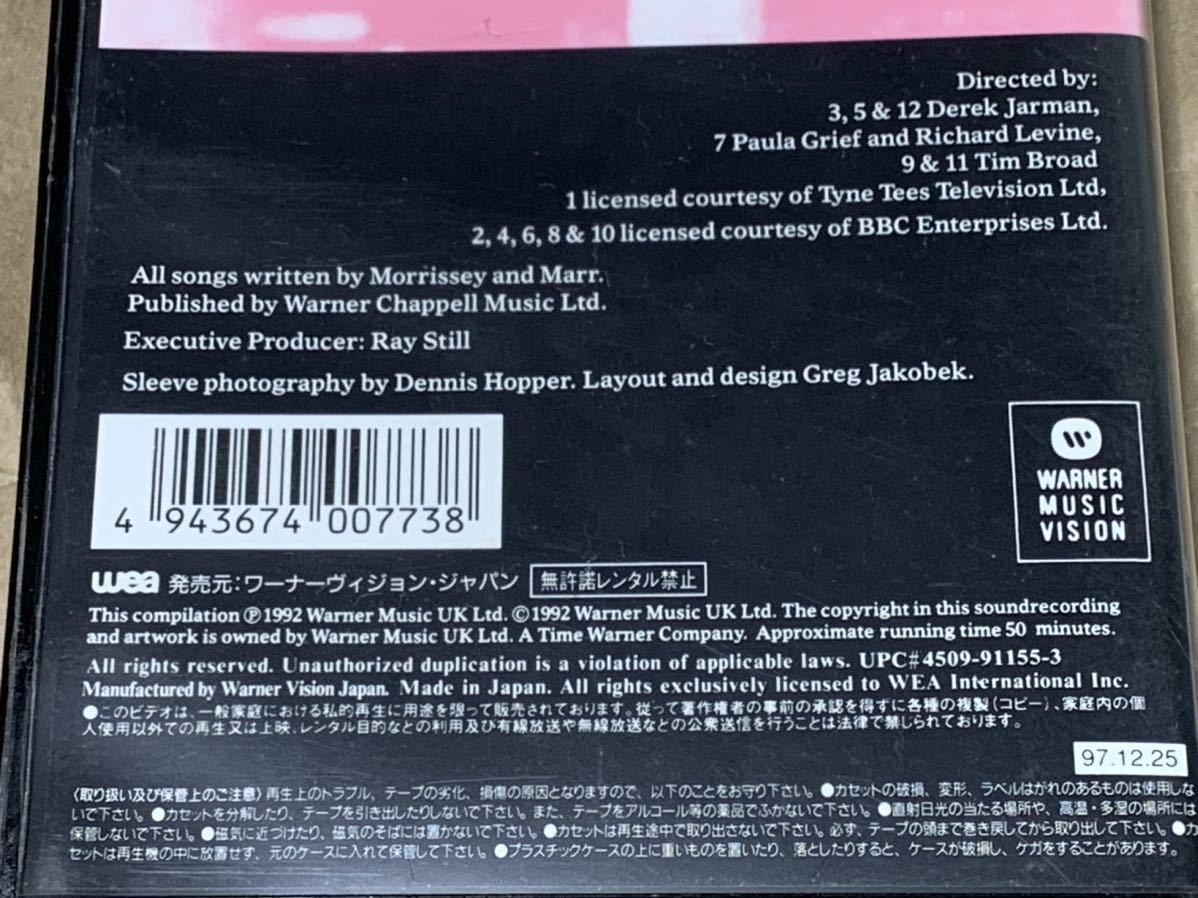 Directed by:
3, 5 & 12 Derek Jarman,
7 Paula Grief and Richard Levine,
9 & 11 Tim Broad
1 licensed courtesy of Tyne Tees Television Ltd,
2, 4, 6, 8 & 10 licensed courtesy of BBC Enterprises Ltd.
All songs written by Morrissey and Marr.
Published by Warner Chappell Music Ltd.
Executive Producer: Ray Still
Sleeve photography by Dennis Hopper. Layout and design Greg Jakobek.
4 943674 007738
WARNER
MUSIC
VISION
wea 発売元:ワーナーヴィジョン・ジャパン 無許諾レンタル禁止
This compilation Ⓟ1992 Warner Music UK Ltd. ©1992 Warner Music UK Ltd. The copyright in this soundrecording
and artwork is owned by Warner Music UK Ltd. A Time Warner Company. Approximate running time 50 minutes.
All rights reserved. Unauthorized duplication is a violation of applicable laws. UPC#4509-91155-3
Manufactured by Warner Vision Japan. Made in Japan. All rights exclusively licensed to WEA International Inc.
●このビデオは、一般家庭における私的再生に用途を限って販売されております。従って著作権者の事前の承認を得ずに各種の複製(コピー)、家庭内の個
人使用以外での再生又は上映、レンタル目的などの利用及び有線放送や無線放送などの公衆送信を行うことは法律で禁じられております。
97.12.25
〈取り扱い及び保管上のご注意〉再生上のトラブル、テープの劣化、損傷の原因となりますので、以下のことをお守り下さい。●カセットの破損、変形、ラベルはがれのあるものは使用しな
いで下さい。●カセットを分解したり、テープを引き出したりしないで下さい。また、テープをアルコール等の薬品でふかないで下さい。●直射日光の当たる場所や、高温・多湿の場所には
保管しないで下さい。●磁気に近づけたり、磁気のそばには置かないで下さい。●カセットは再生途中で取り出さないで下さい。必ず、テープの頭まで巻き戻してから取り出して下さい。●カ
セットは再生機の中に放置せず、元のケースに入れて保管して下さい。●プラスチックケースの上に重いものを置いたり、落としたりすると、ケースが破損し、ケガをすることがあります。